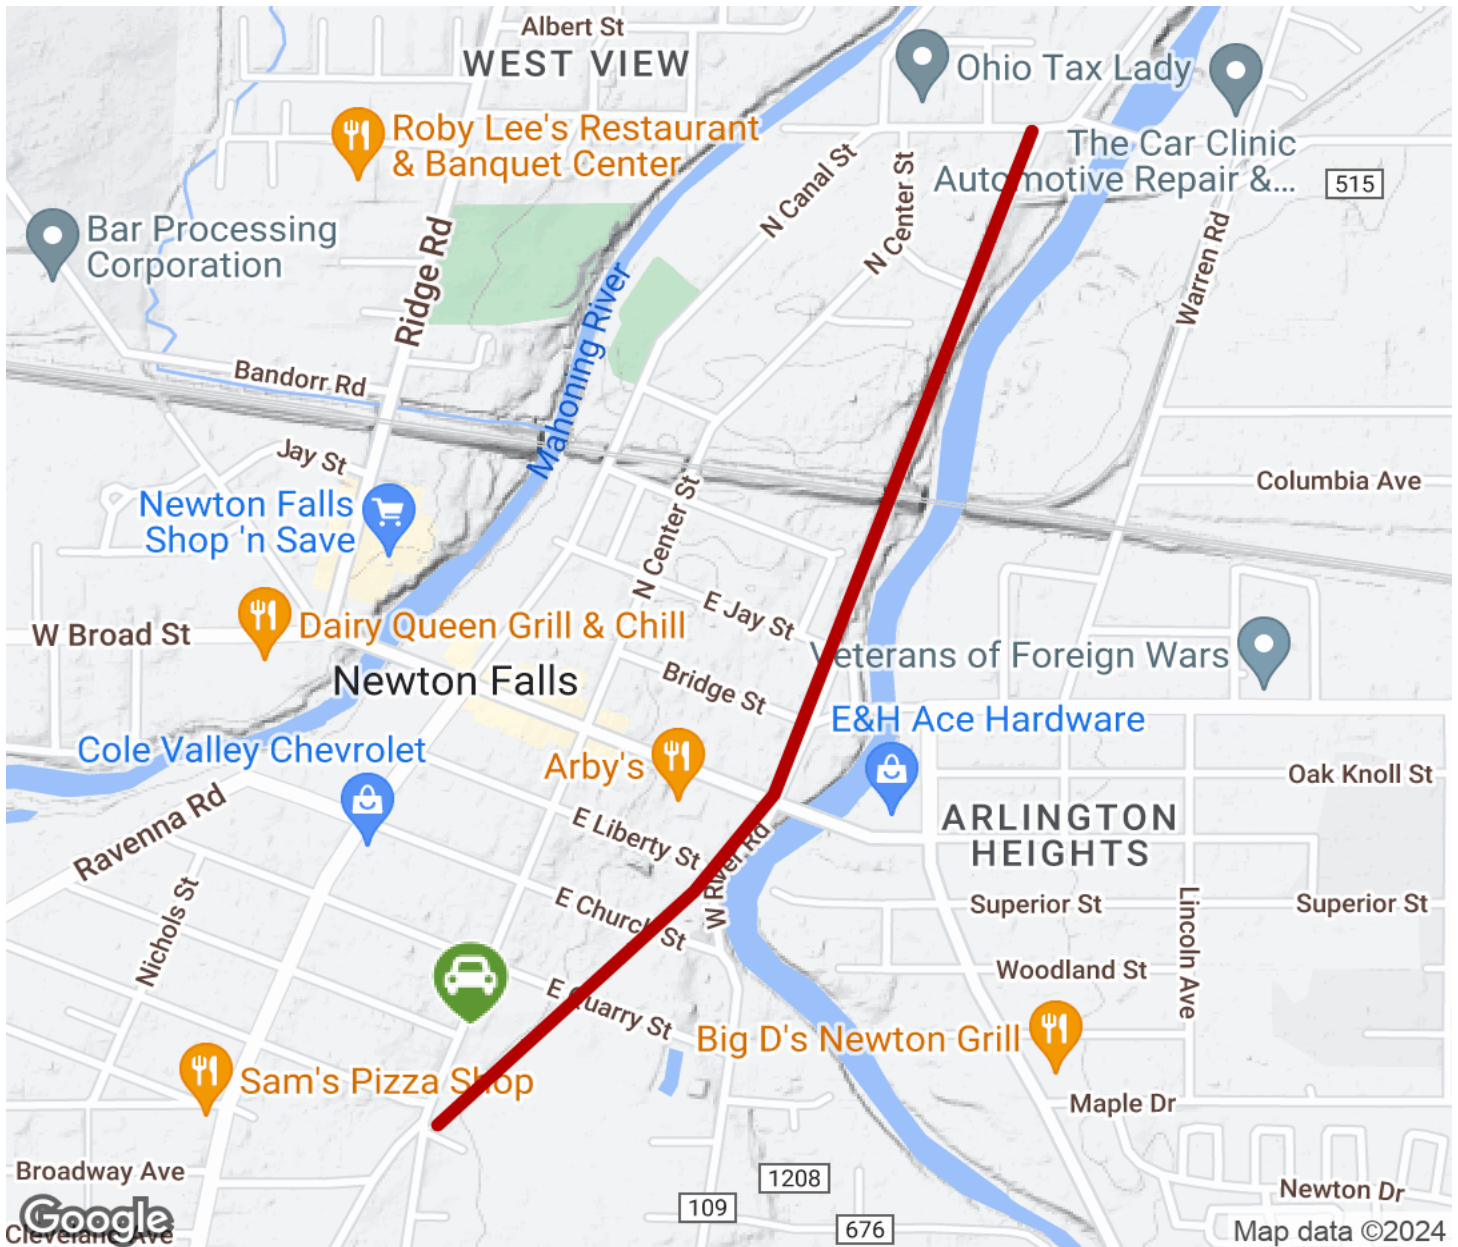 Albert St
WEST VIEW
Ohio Tax Lady
Roby Lee's Restaurant
& Banquet Center
The Car Clinic
Automotive Repair &...
515
N Canal St
N Center St
Bar Processing
Corporation
Ridge Rd
Warren Rd
Mahoning River
Bandorr Rd
Jay St
Columbia Ave
Newton Falls
Shop 'n Save
N Center St
E Jay St
W Broad St
Dairy Queen Grill & Chill
Veterans of Foreign Wars
Newton Falls
Bridge St
E&H Ace Hardware
Cole Valley Chevrolet
Arby's
Oak Knoll St
Ravenna Rd
E Liberty St
W River Rd
ARLINGTON
HEIGHTS
Nichols St
E Church St
Superior St
Superior St
Lincoln Ave
Woodland St
E Quarry St
Big D's Newton Grill
Sam's Pizza Shop
Maple Dr
Broadway Ave
1208
Newton Dr
109
676
Google
Cleveland Ave
Map data ©2024